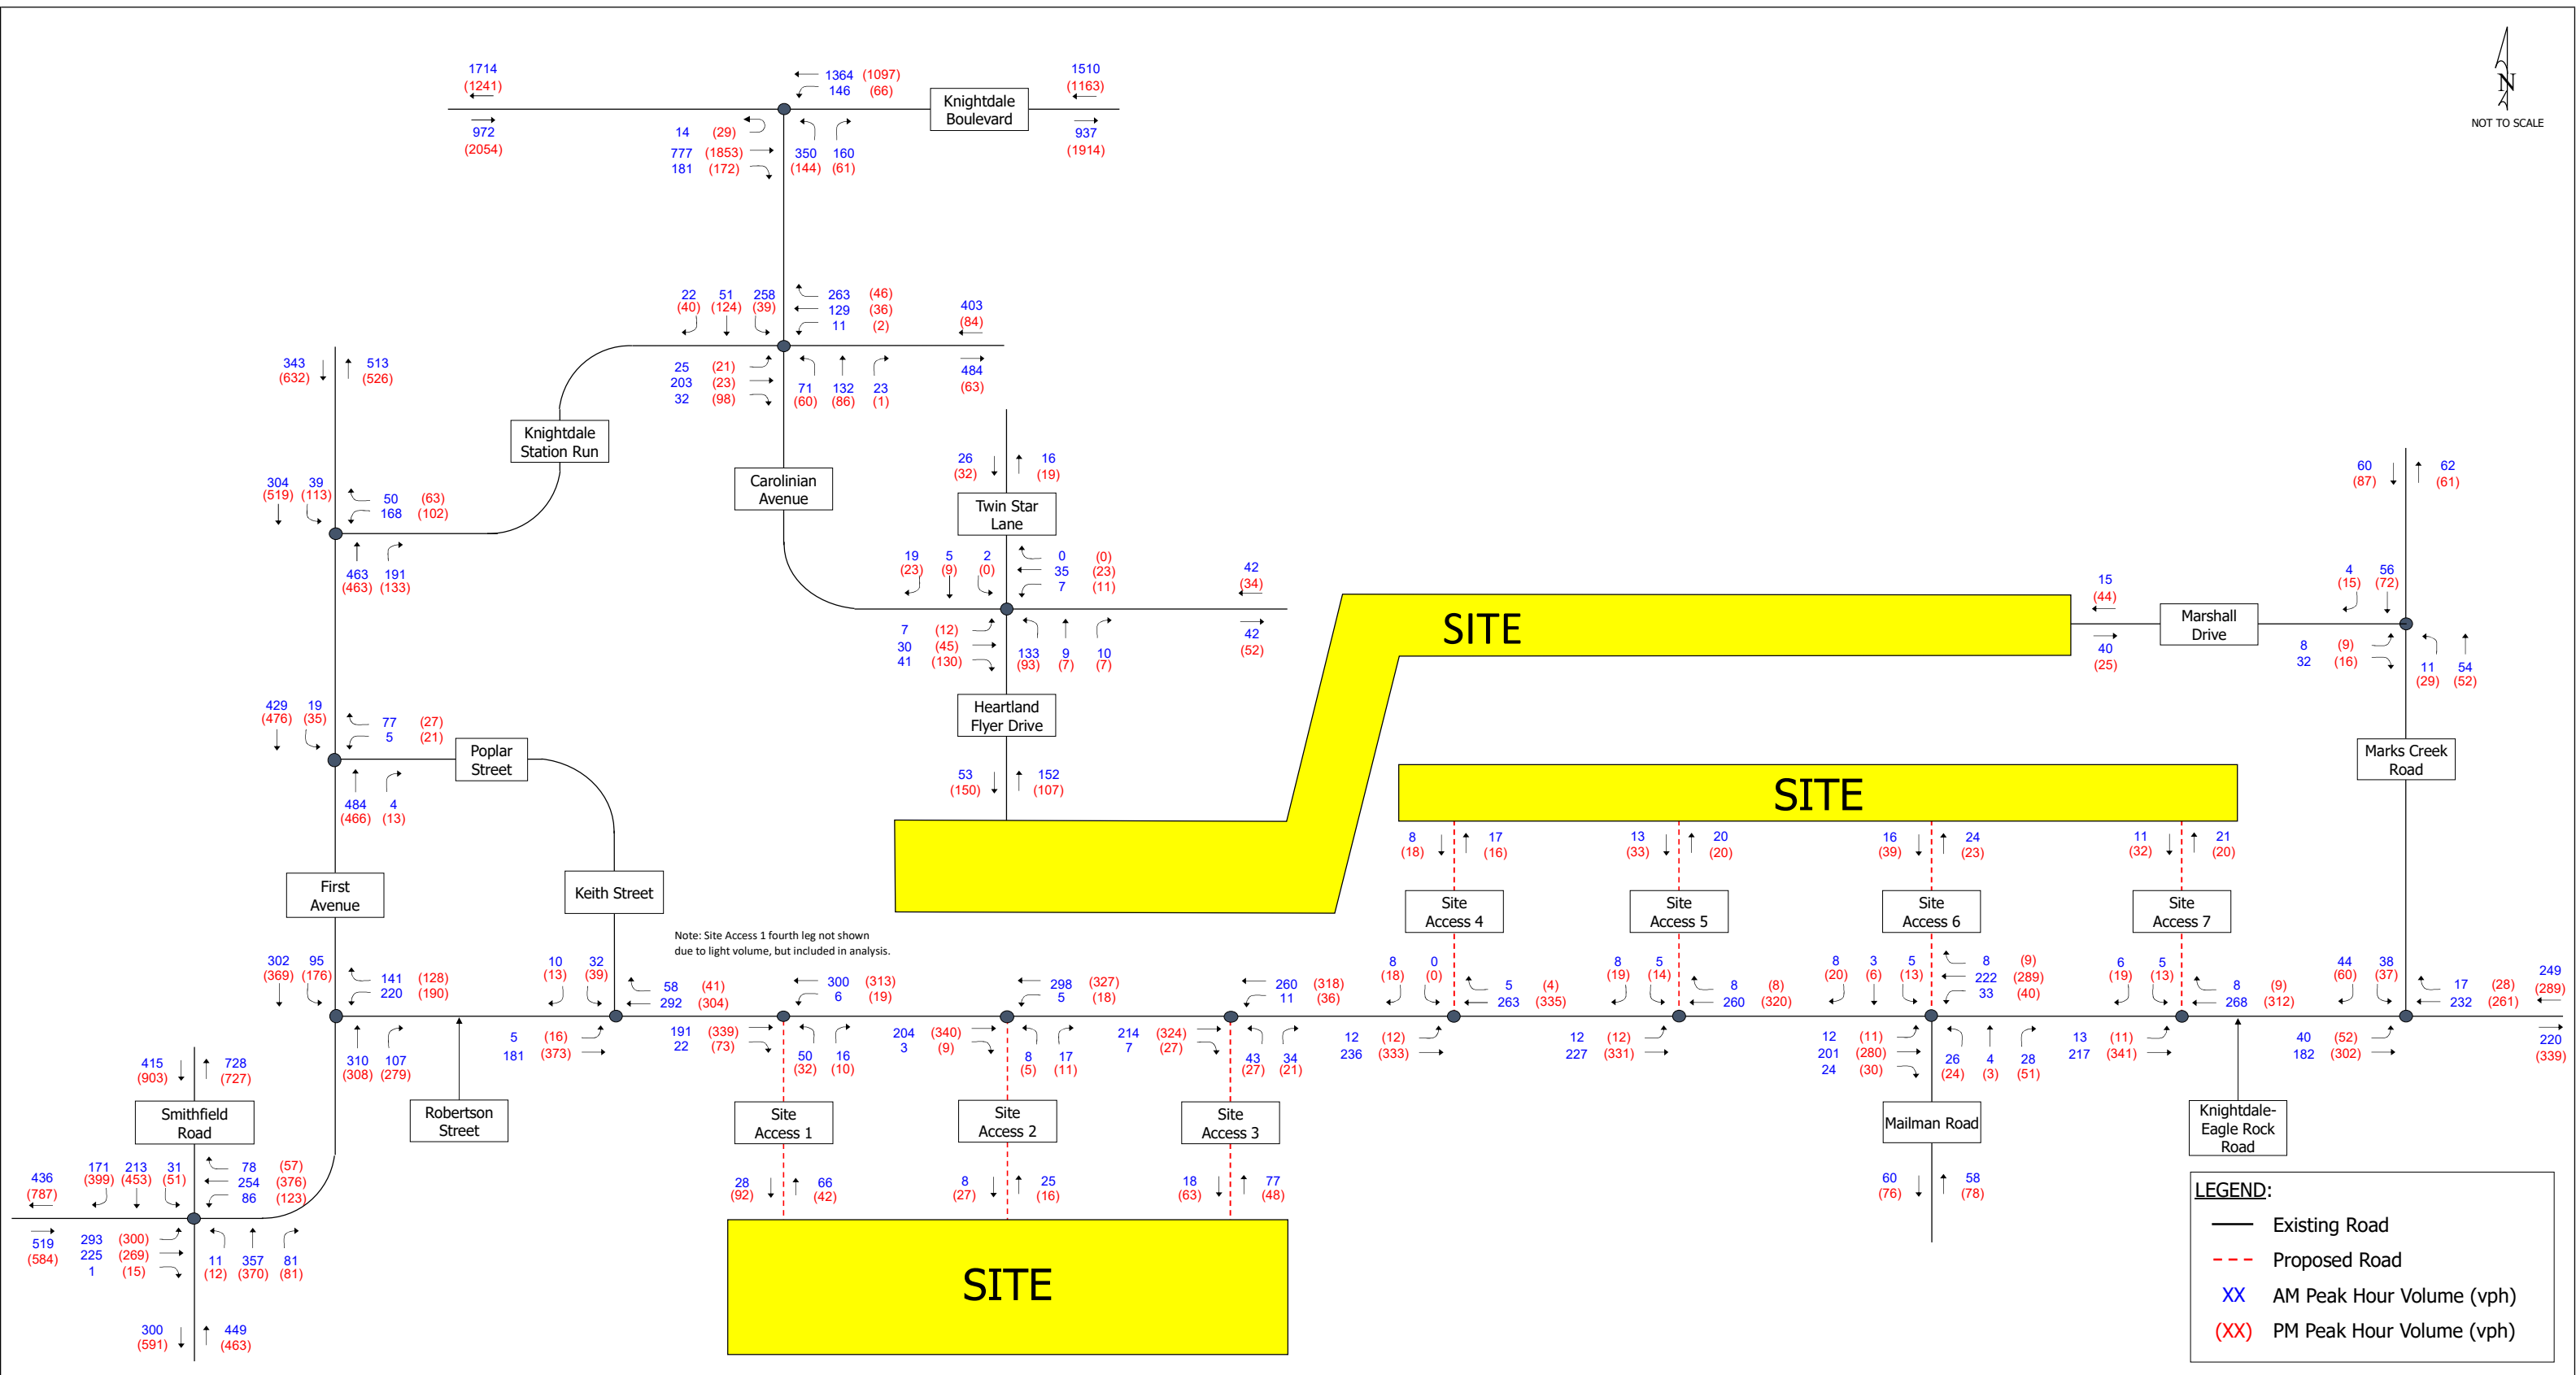 1714
(1241)
1364 (1097)
146 (66)
1510
(1163)
Knightdale
Boulevard
N
NOT TO SCALE
972
(2054)
14 (29)
777 (1853)
181 (172)
350 160
(144) (61)
937
(1914)
22 51 258
(40) (124) (39)
263 (46)
129 (36)
11 (2)
403
(84)
25 (21)
203 (23)
32 (98)
71 132 23
(60) (86) (1)
484
(63)
343 513
(632) (526)
Knightdale
Station Run
Carolinian
Avenue
26 16
(32) (19)
Twin Star
Lane
60 62
(87) (61)
304 39
(519) (113)
50 (63)
168 (102)
463 191
(463) (133)
19 5 2
(23) (9) (0)
0 (0)
35 (23)
7 (11)
42
(34)
7 (12)
30 (45)
41 (130)
133 9 10
(93) (7) (7)
42
(52)
SITE
15
(44)
Marshall
Drive
4 56
(15) (72)
40
(25)
8 (9)
32 (16)
11 54
(29) (52)
429 19
(476) (35)
77 (27)
5 (21)
Poplar
Street
484 4
(466) (13)
Heartland
Flyer Drive
53 152
(150) (107)
Marks Creek
Road
SITE
8 17
(18) (16)
13 20
(33) (20)
16 24
(39) (23)
11 21
(32) (20)
First
Avenue
Keith Street
Site
Access 4
Site
Access 5
Site
Access 6
Site
Access 7
Note: Site Access 1 fourth leg not shown
due to light volume, but included in analysis.
302 95
(369) (176)
141 (128)
220 (190)
10 32
(13) (39)
58 (41)
292 (304)
300 (313)
6 (19)
298 (327)
5 (18)
260 (318)
11 (36)
8 0
(18) (0)
5 (4)
263 (335)
8 5
(19) (14)
8 (8)
260 (320)
8 3 5
(20) (6) (13)
8 (9)
222 (289)
33 (40)
6 5
(19) (13)
8 (9)
268 (312)
44 38
(60) (37)
17 (28)
232 (261)
249
(289)
310 107
(308) (279)
5 (16)
181 (373)
191 (339)
22 (73)
50 16
(32) (10)
204 (340)
3 (9)
8 17
(5) (11)
214 (324)
7 (27)
43 34
(27) (21)
12 (12)
236 (333)
12 (12)
227 (331)
12 (11)
201 (280)
24 (30)
26 4 28
(24) (3) (51)
13 (11)
217 (341)
40 (52)
182 (302)
220
(339)
415 728
(903) (727)
Smithfield
Road
Robertson
Street
Site
Access 1
Site
Access 2
Site
Access 3
Mailman Road
Knightdale-
Eagle Rock
Road
436
(787)
171 213 31
(399) (453) (51)
78 (57)
254 (376)
86 (123)
28 66
(92) (42)
8 25
(27) (16)
18 77
(63) (48)
60 58
(76) (78)
519
(584)
293 (300)
225 (269)
1 (15)
11 357 81
(12) (370) (81)
SITE
300 449
(591) (463)
LEGEND:
Existing Road
Proposed Road
XX AM Peak Hour Volume (vph)
(XX) PM Peak Hour Volume (vph)